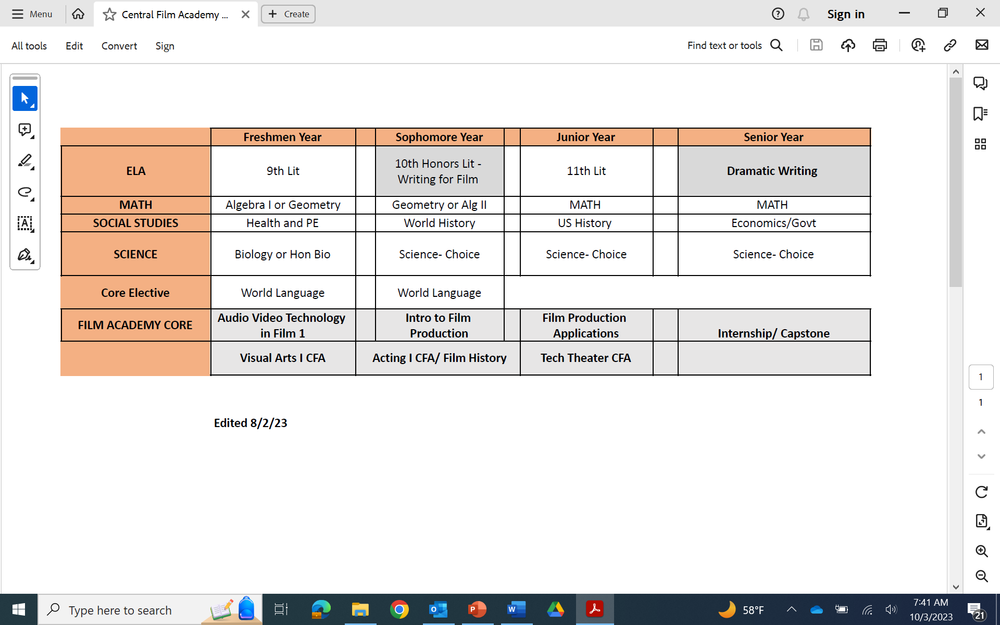 Menu
Central Film Academy ...
Create
Sign in
All tools
Edit
Convert
Sign
Find text or tools
Freshmen Year
Sophomore Year
Junior Year
Senior Year
ELA
9th Lit
10th Honors Lit -
Writing for Film
11th Lit
Dramatic Writing
MATH
Algebra I or Geometry
Geometry or Alg II
MATH
MATH
SOCIAL STUDIES
Health and PE
World History
US History
Economics/Govt
SCIENCE
Biology or Hon Bio
Science- Choice
Science- Choice
Science- Choice
Core Elective
World Language
World Language
FILM ACADEMY CORE
Audio Video Technology
in Film 1
Intro to Film
Production
Film Production
Applications
Internship/ Capstone
Visual Arts I CFA
Acting I CFA/ Film History
Tech Theater CFA
Edited 8/2/23
1
1
Type here to search
58°F
7:41 AM
10/3/2023
21